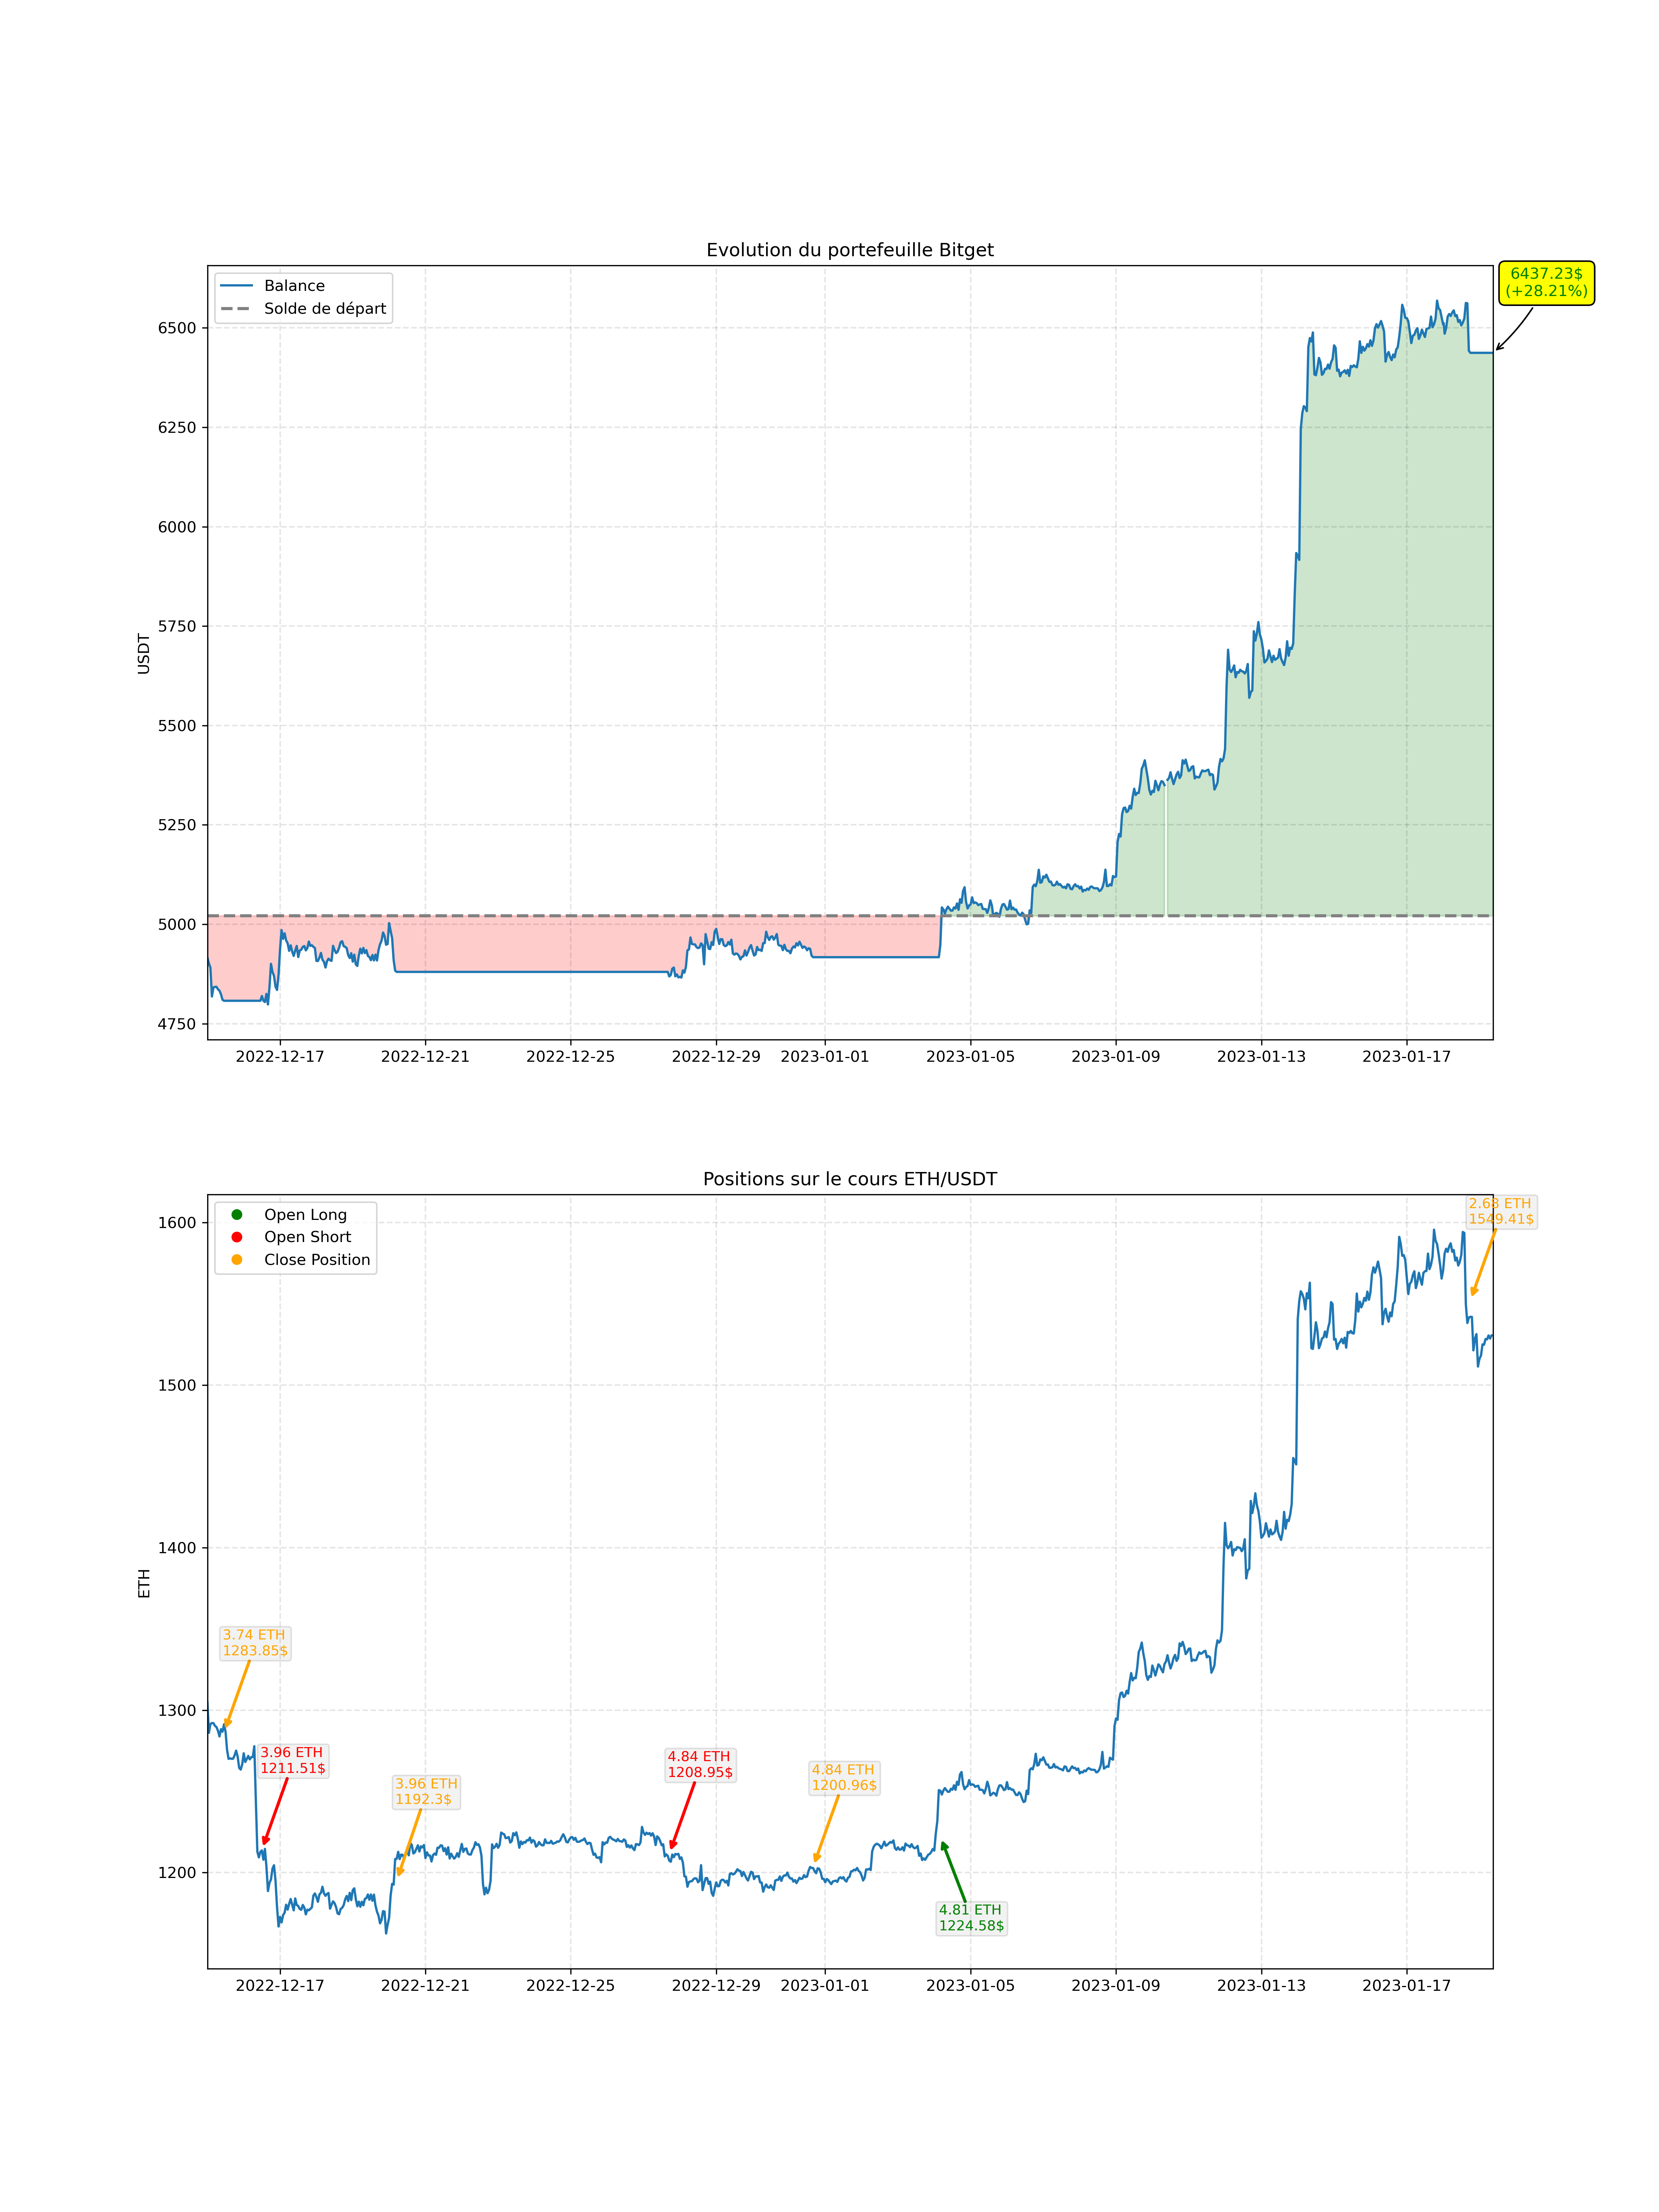 Evolution du portefeuille Bitget
Balance
Solde de départ
6437.23$
(+28.21%)
USDT
6500
6250
6000
5750
5500
5250
5000
4750
2022-12-17 2022-12-21 2022-12-25 2022-12-29 2023-01-01 2023-01-05 2023-01-09 2023-01-13 2023-01-17
Positions sur le cours ETH/USDT
Open Long
Open Short
Close Position
2.68 ETH
1549.41$
ETH
1600
1500
1400
1300
1200
3.74 ETH
1283.85$
3.96 ETH
1211.51$
3.96 ETH
1192.3$
4.84 ETH
1208.95$
4.84 ETH
1200.96$
4.81 ETH
1224.58$
2022-12-17 2022-12-21 2022-12-25 2022-12-29 2023-01-01 2023-01-05 2023-01-09 2023-01-13 2023-01-17